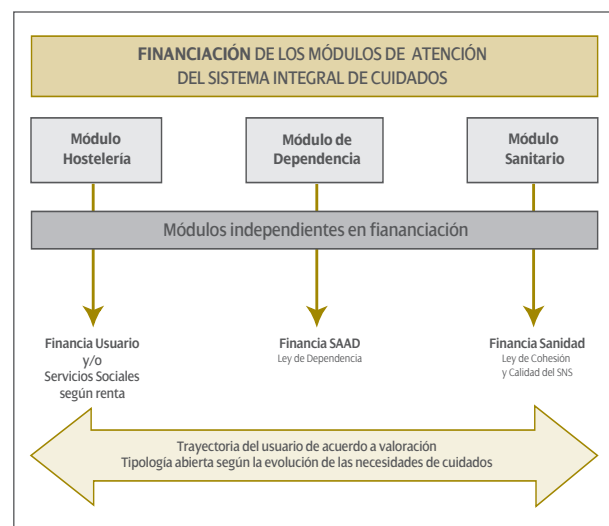 FINANCIACIÓN DE LOS MÓDULOS DE ATENCIÓN
DEL SISTEMA INTEGRAL DE CUIDADOS
Módulo
Hostelería
Módulo de
Dependencia
Módulo
Sanitario
Módulos independientes en fiananciación
Financia Usuario
y/o
Servicios Sociales
según renta
Financia SAAD
Ley de Dependencia
Financia Sanidad
Ley de Cohesión
y Calidad del SNS
Trayectoria del usuario de acuerdo a valoración
Tipología abierta según la evolución de las necesidades de cuidados